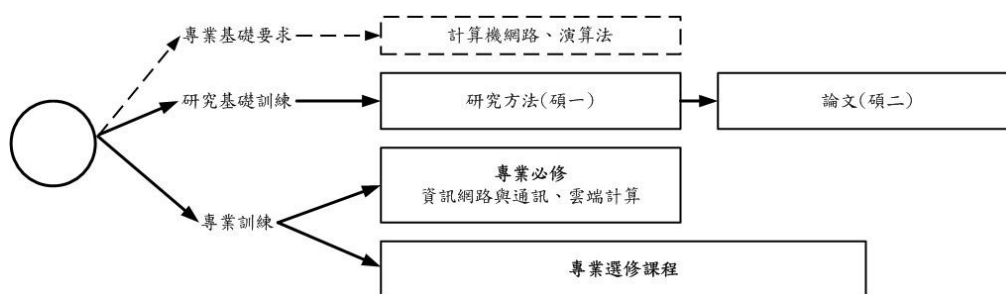 專業基礎要求
計算機網路、演算法
研究基礎訓練
研究方法(碩一)
論文(碩二)
專業訓練
專業必修
資訊網路與通訊、雲端計算
專業選修課程